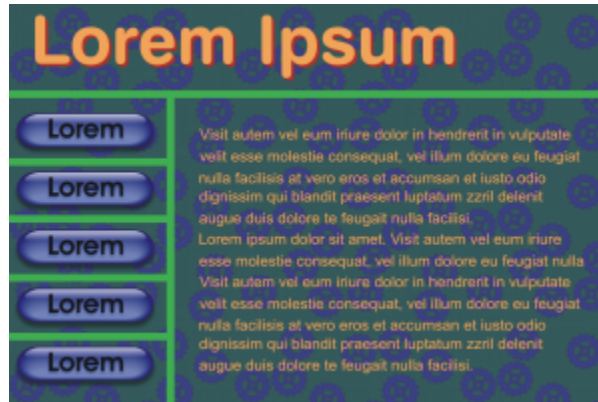 Lorem Ipsum
Lorem
Lorem
Lorem
Lorem
Lorem
Visit autem vel eum iriure dolor in hendrerit in vulputate
velit esse molestie consequat, vel illum dolore eu feugiat
nulla facilisis at vero eros et accumsan et iusto odio
dignissim qui blandit praesent luptatum zzril delenit
augue duis dolore te feugait nulla facilisi.
Lorem ipsum dolor sit amet. Visit autem vel eum iriure
esse molestie consequat, vel illum dolore eu feugiat nulla
Visit autem vel eum iriure dolor in hendrerit in vulputate
velit esse molestie consequat, vel illum dolore eu feugiat
nulla facilisis at vero eros et accumsan et iusto odio
dignissim qui blandit praesent luptatum zzril delenit
augue duis dolore te feugait nulla facilisi.